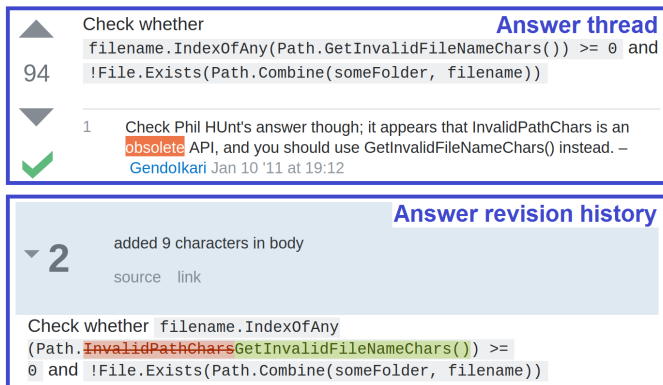 Check whether Answer thread
filename.IndexOfAny(Path.GetInvalidFileNameChars()) >= 0 and
94 !File.Exists(Path.Combine(someFolder, filename))
1 Check Phil HUnt's answer though; it appears that InvalidPathChars is an
obsolete API, and you should use GetInvalidFileNameChars() instead. –
Gendolkari Jan 10 '11 at 19:12
Answer revision history
2 added 9 characters in body
source link
Check whether filename.IndexOfAny
(Path.InvalidPathCharsGetInvalidFileNameChars()) >=
0 and !File.Exists(Path.Combine(someFolder, filename))